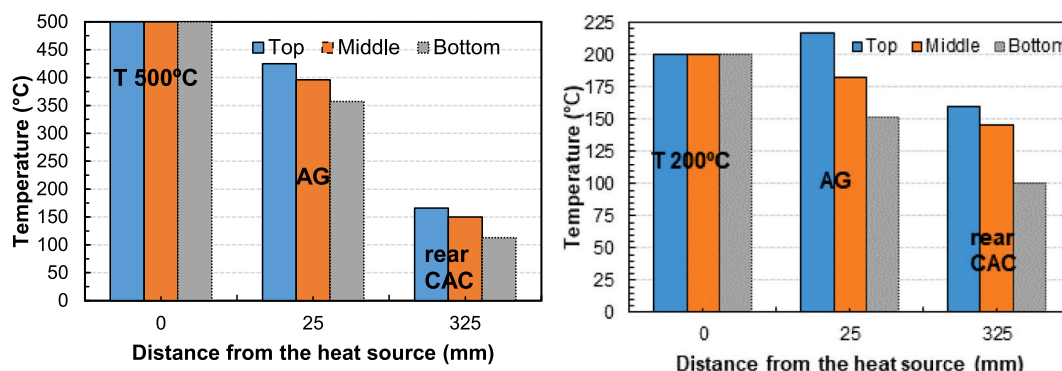 500
450
400
350
300
250
200
150
100
50
0
Temperature (°C)
Top Middle Bottom
T 500ºC
AG
rear
CAC
0 25 325
Distance from the heat source (mm)
225
200
175
150
125
100
75
50
25
0
Temperature (°C)
Top Middle Bottom
T 200ºC
AG
rear
CAC
0 25 325
Distance from the heat source (mm)